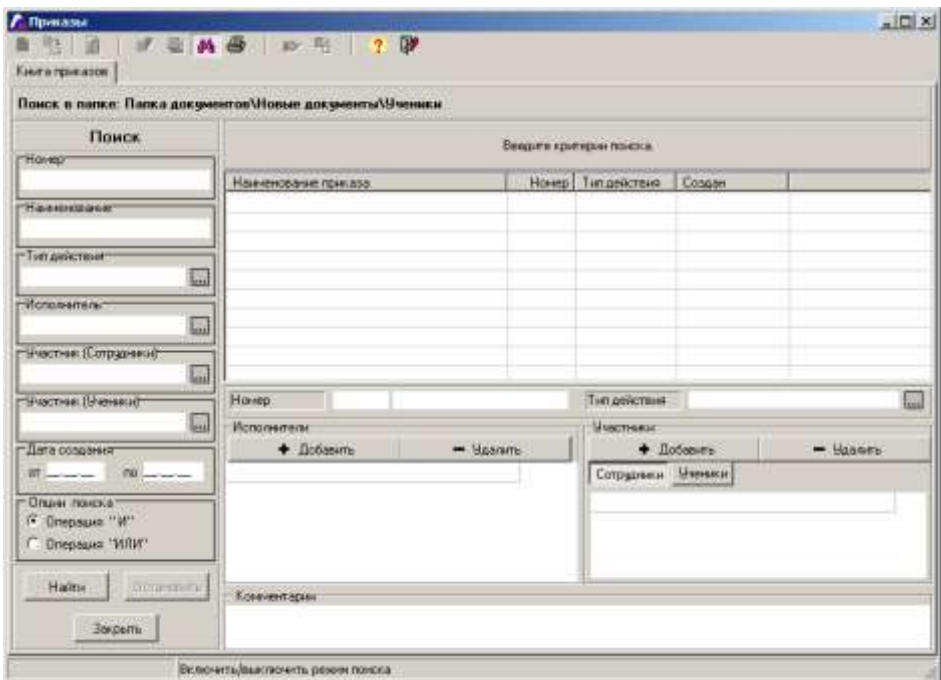 Приказы
Книга приказов
Поиск в папке: Папка документов\Новые документы\Ученики
Поиск
Введите критерии поиска
Номер
Наименование приказа Номер Тип действия Создан
Наименование
Тип действия
Исполнитель
Участник (Сотрудники)
Участник (Ученики)
Номер Тип действия
Исполнители Участники
Добавить Удалить Добавить Удалить
Дата создания
от по
Сотрудники Ученики
Опции поиска
Операция "И"
Операция "ИЛИ"
Найти Остановить
Комментарии
Закрыть
Включить/выключить режим поиска